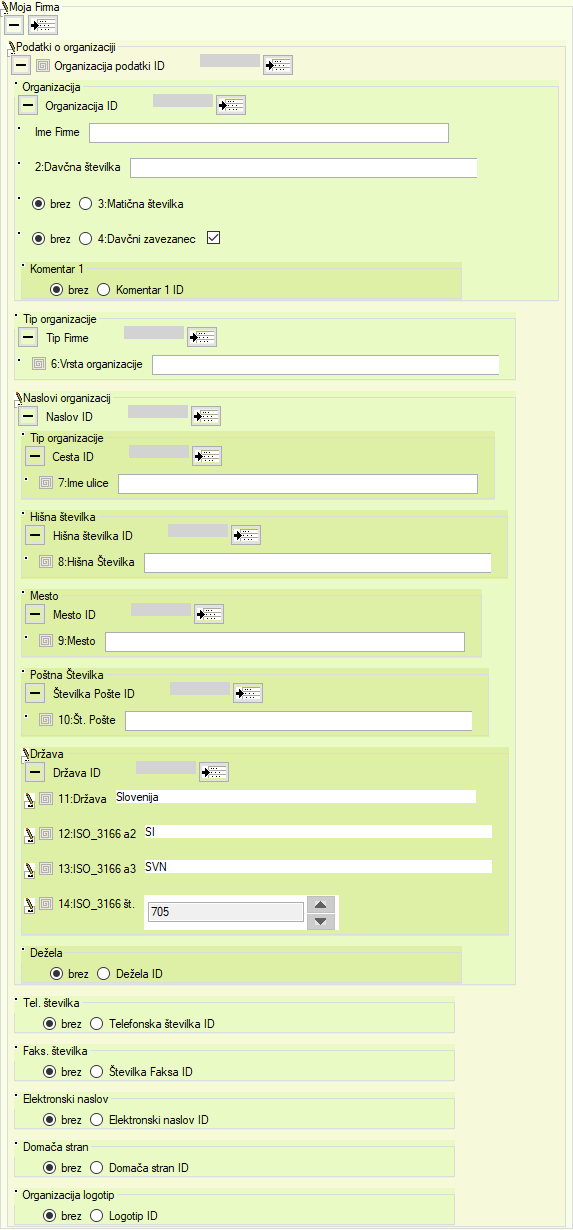 Moja Firma
Podatki o organizaciji
Organizacija podatki ID
Organizacija
Organizacija ID
Ime Firme
2:Davčna številka
brez 3:Matična številka
brez 4:Davčni zavezanec
Komentar 1
brez Komentar 1 ID
Tip organizacije
Tip Firme
6:Vrsta organizacije
Naslovi organizacij
Naslov ID
Tip organizacije
Cesta ID
7:Ime ulice
Hišna številka
Hišna številka ID
8:Hišna Številka
Mesto
Mesto ID
9:Mesto
Poštna Številka
Številka Pošte ID
10:Št. Pošte
Država
Država ID
11:Država Slovenija
12:ISO_3166 a2 SI
13:ISO_3166 a3 SVN
14:ISO_3166 št. 705
Dežela
brez Dežela ID
Tel. številka
brez Telefonska številka ID
Faks. številka
brez Številka Faksa ID
Elektronski naslov
brez Elektronski naslov ID
Domača stran
brez Domača stran ID
Organizacija logotip
brez Logotip ID